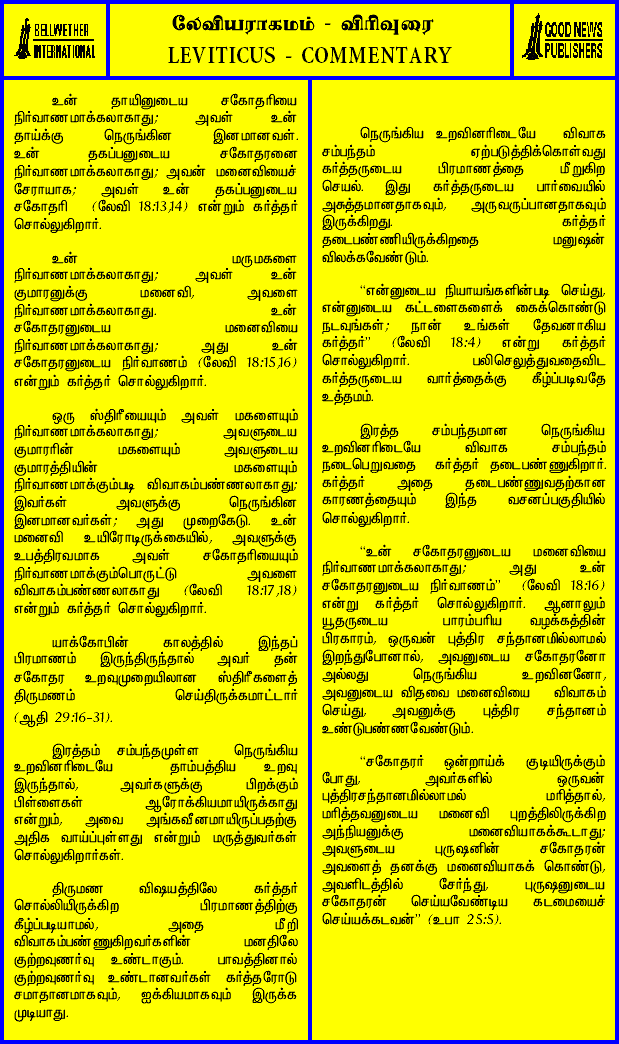 BELLWETHER
INTERNATIONAL
லேவியராகமம் - விரிவுரை
LEVITICUS - COMMENTARY
GOOD NEWS
PUBLISHERS
உன் தாயினுடைய சகோதரியை
நிர்வாணமாக்கலாகாது; அவள் உன்
தாய்க்கு நெருங்கின இனமானவள்.
உன் தகப்பனுடைய சகோதரனை
நிர்வாணமாக்கலாகாது; அவன் மனைவியைச்
சேராயாக; அவள் உன் தகப்பனுடைய
சகோதரி (லேவி 18:13,14) என்றும் கர்த்தர்
சொல்லுகிறார்.
உன் மருமகளை
நிர்வாணமாக்கலாகாது; அவள் உன்
குமாரனுக்கு மனைவி, அவளை
நிர்வாணமாக்கலாகாது. உன்
சகோதரனுடைய மனைவியை
நிர்வாணமாக்கலாகாது; அது உன்
சகோதரனுடைய நிர்வாணம் (லேவி 18:15,16)
என்றும் கர்த்தர் சொல்லுகிறார்.
ஒரு ஸ்திரீயையும் அவள் மகளையும்
நிர்வாணமாக்கலாகாது; அவளுடைய
குமாரரின் மகளையும் அவளுடைய
குமாரத்தியின் மகளையும்
நிர்வாணமாக்கும்படி விவாகம்பண்ணலாகாது;
இவர்கள் அவளுக்கு நெருங்கின
இனமானவர்கள்; அது முறைகேடு. உன்
மனைவி உயிரோடிருக்கையில், அவளுக்கு
உபத்திரவமாக அவள் சகோதரியையும்
நிர்வாணமாக்கும்பொருட்டு அவளை
விவாகம்பண்ணலாகாது (லேவி 18:17,18)
என்றும் கர்த்தர் சொல்லுகிறார்.
யாக்கோபின் காலத்தில் இந்தப்
பிரமாணம் இருந்திருந்தால் அவர் தன்
சகோதர உறவுமுறையிலான ஸ்திரீகளைத்
திருமணம் செய்திருக்கமாட்டார்
(ஆதி 29:16-31).
இரத்தம் சம்பந்தமுள்ள நெருங்கிய
உறவினரிடையே தாம்பத்திய உறவு
இருந்தால், அவர்களுக்கு பிறக்கும்
பிள்ளைகள் ஆரோக்கியமாயிருக்காது
என்றும், அவை அங்கவீனமாயிருப்பதற்கு
அதிக வாய்ப்புள்ளது என்றும் மருத்துவர்கள்
சொல்லுகிறார்கள்.
திருமண விஷயத்திலே கர்த்தர்
சொல்லியிருக்கிற பிரமாணத்திற்கு
கீழ்ப்படியாமல், அதை மீறி
விவாகம்பண்ணுகிறவர்களின் மனதிலே
குற்றவுணர்வு உண்டாகும். பாவத்தினால்
குற்றவுணர்வு உண்டானவர்கள் கர்த்தரோடு
சமாதானமாகவும், ஐக்கியமாகவும் இருக்க
முடியாது.
நெருங்கிய உறவினரிடையே விவாக
சம்பந்தம் ஏற்படுத்திக்கொள்வது
கர்த்தருடைய பிரமாணத்தை மீறுகிற
செயல். இது கர்த்தருடைய பார்வையில்
அசுத்தமானதாகவும், அருவருப்பானதாகவும்
இருக்கிறது. கர்த்தர்
தடைபண்ணியிருக்கிறதை மனுஷன்
விலக்கவேண்டும்.
“என்னுடைய நியாயங்களின்படி செய்து,
என்னுடைய கட்டளைகளைக் கைக்கொண்டு
நடவுங்கள்; நான் உங்கள் தேவனாகிய
கர்த்தர்” (லேவி 18:4) என்று கர்த்தர்
சொல்லுகிறார். பலிசெலுத்துவதைவிட
கர்த்தருடைய வார்த்தைக்கு கீழ்ப்படிவதே
உத்தமம்.
இரத்த சம்பந்தமான நெருங்கிய
உறவினரிடையே விவாக சம்பந்தம்
நடைபெறுவதை கர்த்தர் தடைபண்ணுகிறார்.
கர்த்தர் அதை தடைபண்ணுவதற்கான
காரணத்தையும் இந்த வசனப்பகுதியில்
சொல்லுகிறார்.
“உன் சகோதரனுடைய மனைவியை
நிர்வாணமாக்கலாகாது; அது உன்
சகோதரனுடைய நிர்வாணம்” (லேவி 18:16)
என்று கர்த்தர் சொல்லுகிறார். ஆனாலும்
யூதருடைய பாரம்பரிய வழக்கத்தின்
பிரகாரம், ஒருவன் புத்திர சந்தானமில்லாமல்
இறந்துபோனால், அவனுடைய சகோதரனோ
அல்லது நெருங்கிய உறவினனோ,
அவனுடைய விதவை மனைவியை விவாகம்
செய்து, அவனுக்கு புத்திர சந்தானம்
உண்டுபண்ணவேண்டும்.
“சகோதரர் ஒன்றாய்க் குடியிருக்கும்
போது, அவர்களில் ஒருவன்
புத்திரசந்தானமில்லாமல் மரித்தால்,
மரித்தவனுடைய மனைவி புறத்திலிருக்கிற
அந்நியனுக்கு மனைவியாகக்கூடாது;
அவளுடைய புருஷனின் சகோதரன்
அவளைத் தனக்கு மனைவியாகக் கொண்டு,
அவளிடத்தில் சேர்ந்து, புருஷனுடைய
சகோதரன் செய்யவேண்டிய கடமையைச்
செய்யக்கடவன்” (உபா 25:5).